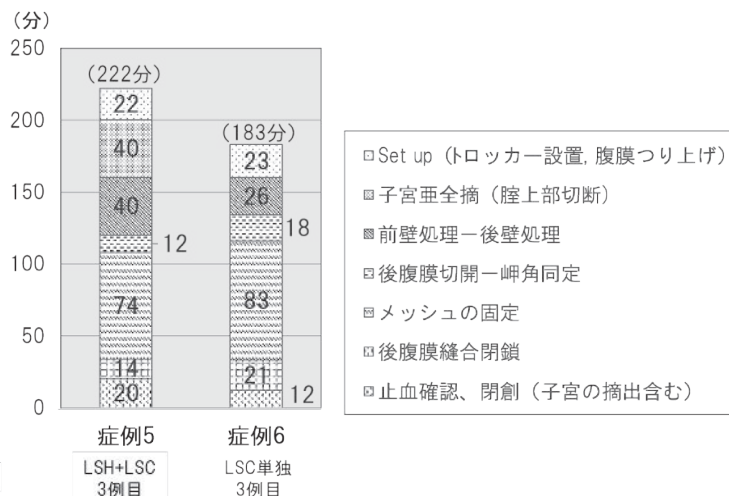 (分)
250
200
150
100
50
0
(222分)
22
40
40
12
74
14
20
症例5
LSH+LSC
3例目
(183分)
23
26
18
83
21
12
症例6
LSC単独
3例目
Set up (トロッカー設置, 腹膜つり上げ)
子宮亜全摘(腟上部切断)
前壁処理ー後壁処理
後腹膜切開ー岬角同定
メッシュの固定
後腹膜縫合閉鎖
止血確認、閉創(子宮の摘出含む)